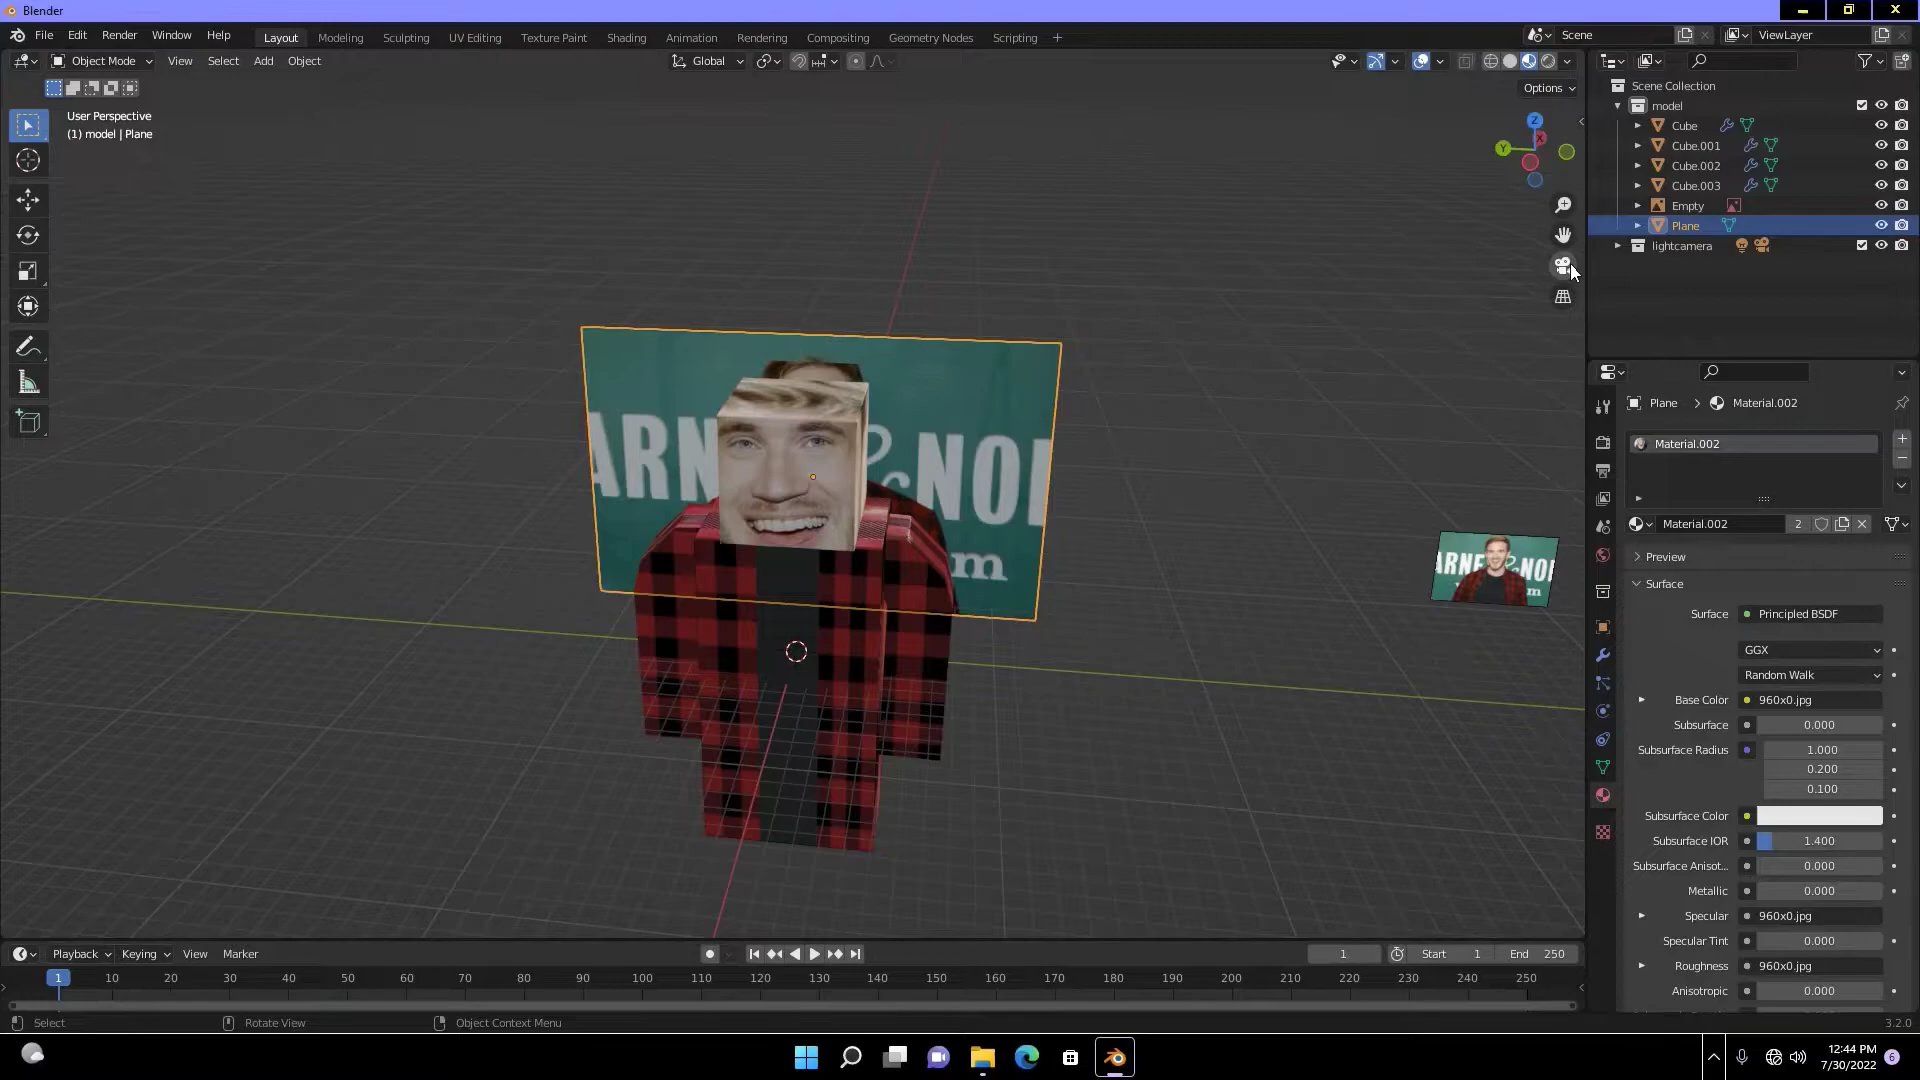 Blender
File Edit Render Window Help
Layout Modeling Sculpting UV Editing Texture Paint Shading Animation Rendering Compositing Geometry Nodes Scripting +
Scene
ViewLayer
Object Mode View Select Add Object
Global
Options
User Perspective
(1) model | Plane
Z
Y
X
Scene Collection
model
Cube
Cube.001
Cube.002
Cube.003
Empty
Plane
lightcamera
ARN
NOI
m
ARNE
NOI
m
Plane > Material.002
Material.002
Material.002 2
Preview
Surface
Surface Principled BSDF
GGX
Random Walk
Base Color 960x0.jpg
Subsurface 0.000
Subsurface Radius 1.000
0.200
0.100
Subsurface Color
Subsurface IOR 1.400
Subsurface Anisot... 0.000
Metallic 0.000
Specular 960x0.jpg
Specular Tint 0.000
Roughness 960x0.jpg
Anisotropic 0.000
Playback Keying View Marker
1 Start 1 End 250
1 10 20 30 40 50 60 70 80 90 100 110 120 130 140 150 160 170 180 190 200 210 220 230 240 250
Select Rotate View Object Context Menu 3.2.0
12:44 PM
7/30/2022
6